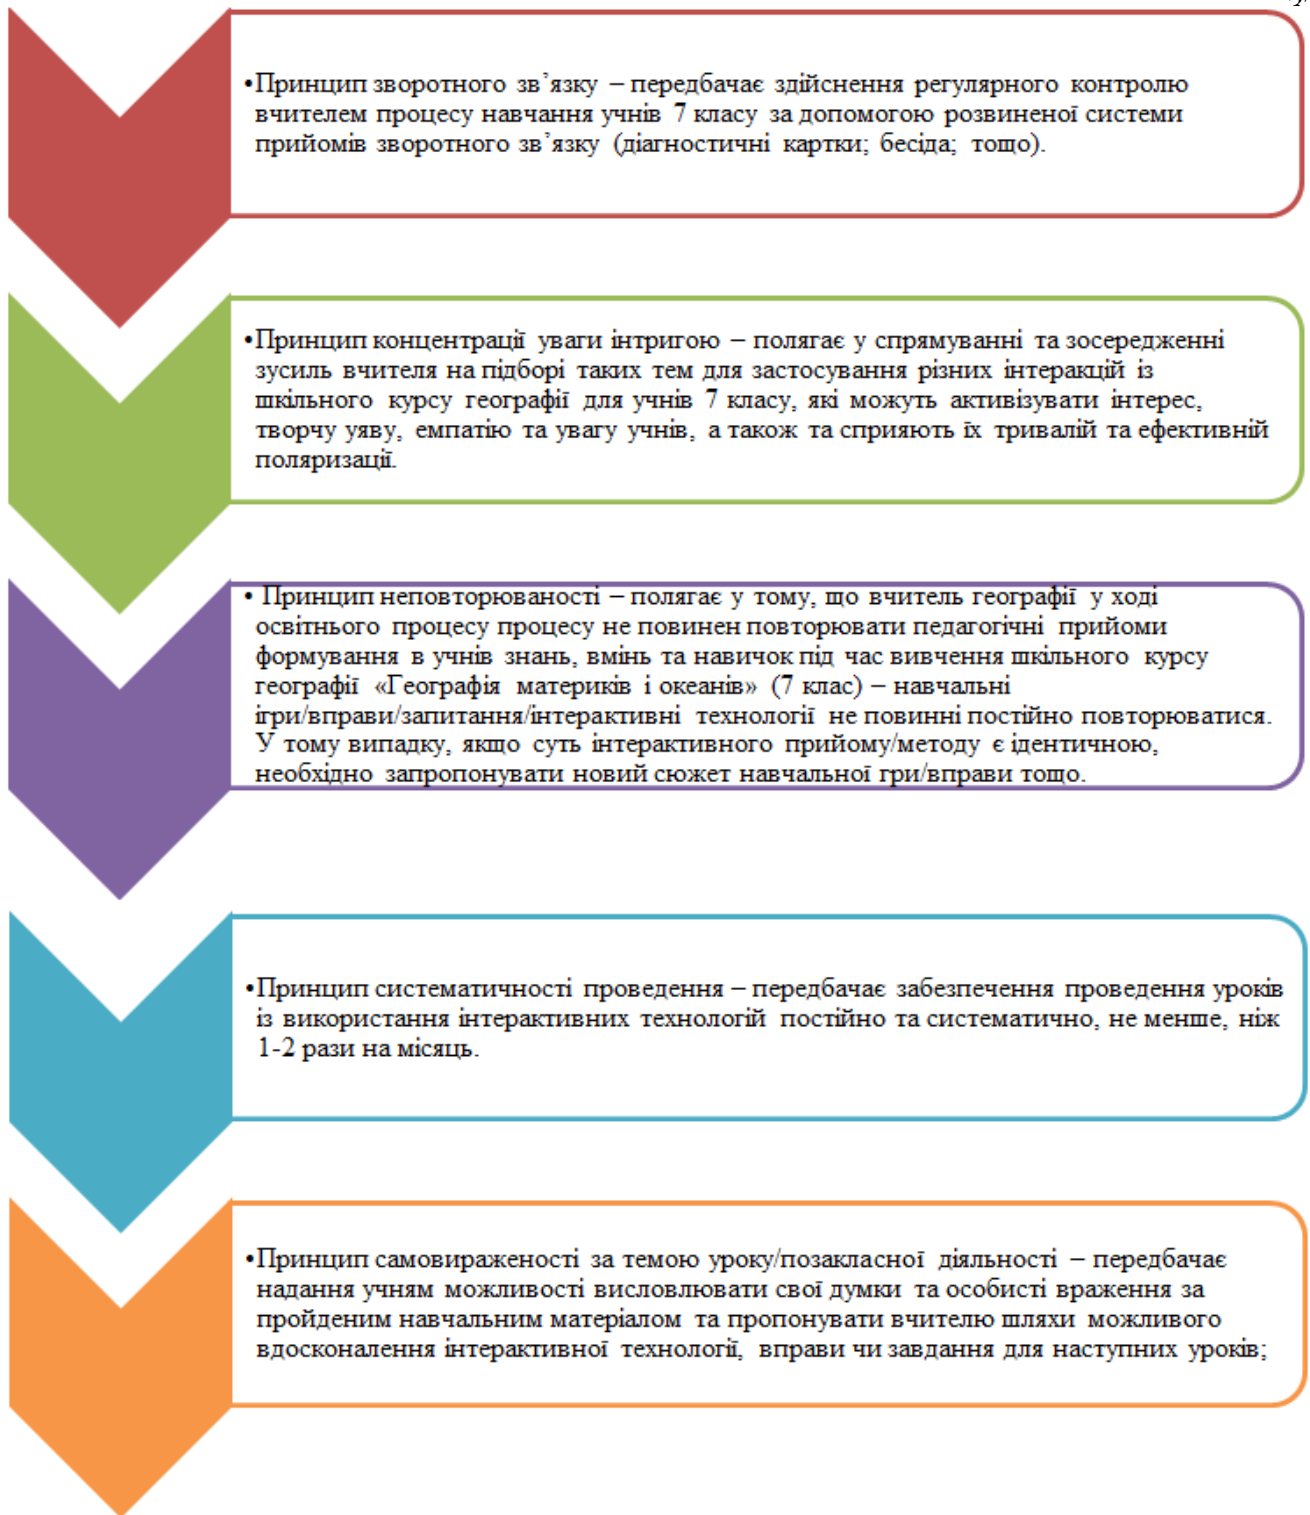 •Принцип зворотного зв’язку – передбачає здійснення регулярного контролю
вчителем процесу навчання учнів 7 класу за допомогою розвиненої системи
прийомів зворотного зв’язку (діагностичні картки; бесіда; тощо).
•Принцип концентрації уваги інтригою – полягає у спрямуванні та зосередженні
зусиль вчителя на підборі таких тем для застосування різних інтеракцій із
шкільного курсу географії для учнів 7 класу, які можуть активізувати інтерес,
творчу уяву, емпатію та увагу учнів, а також та сприяють їх тривалій та ефективній
поляризації.
• Принцип неповторюваності – полягає у тому, що вчитель географії у ході
освітнього процесу процесу не повинен повторювати педагогічні прийоми
формування в учнів знань, вмінь та навичок під час вивчення шкільного курсу
географії «Географія материків і океанів» (7 клас) – навчальні
ігри/вправи/запитання/інтерактивні технології не повинні постійно повторюватися.
У тому випадку, якщо суть інтерактивного прийому/методу є ідентичною,
необхідно запропонувати новий сюжет навчальної гри/вправи тощо.
•Принцип систематичності проведення – передбачає забезпечення проведення уроків
із використання інтерактивних технологій постійно та систематично, не менше, ніж
1-2 рази на місяць.
•Принцип самовираженості за темою уроку/позакласної діяльності – передбачає
надання учням можливості висловлювати свої думки та особисті враження за
пройденим навчальним матеріалом та пропонувати вчителю шляхи можливого
вдосконалення інтерактивної технології, вправи чи завдання для наступних уроків;